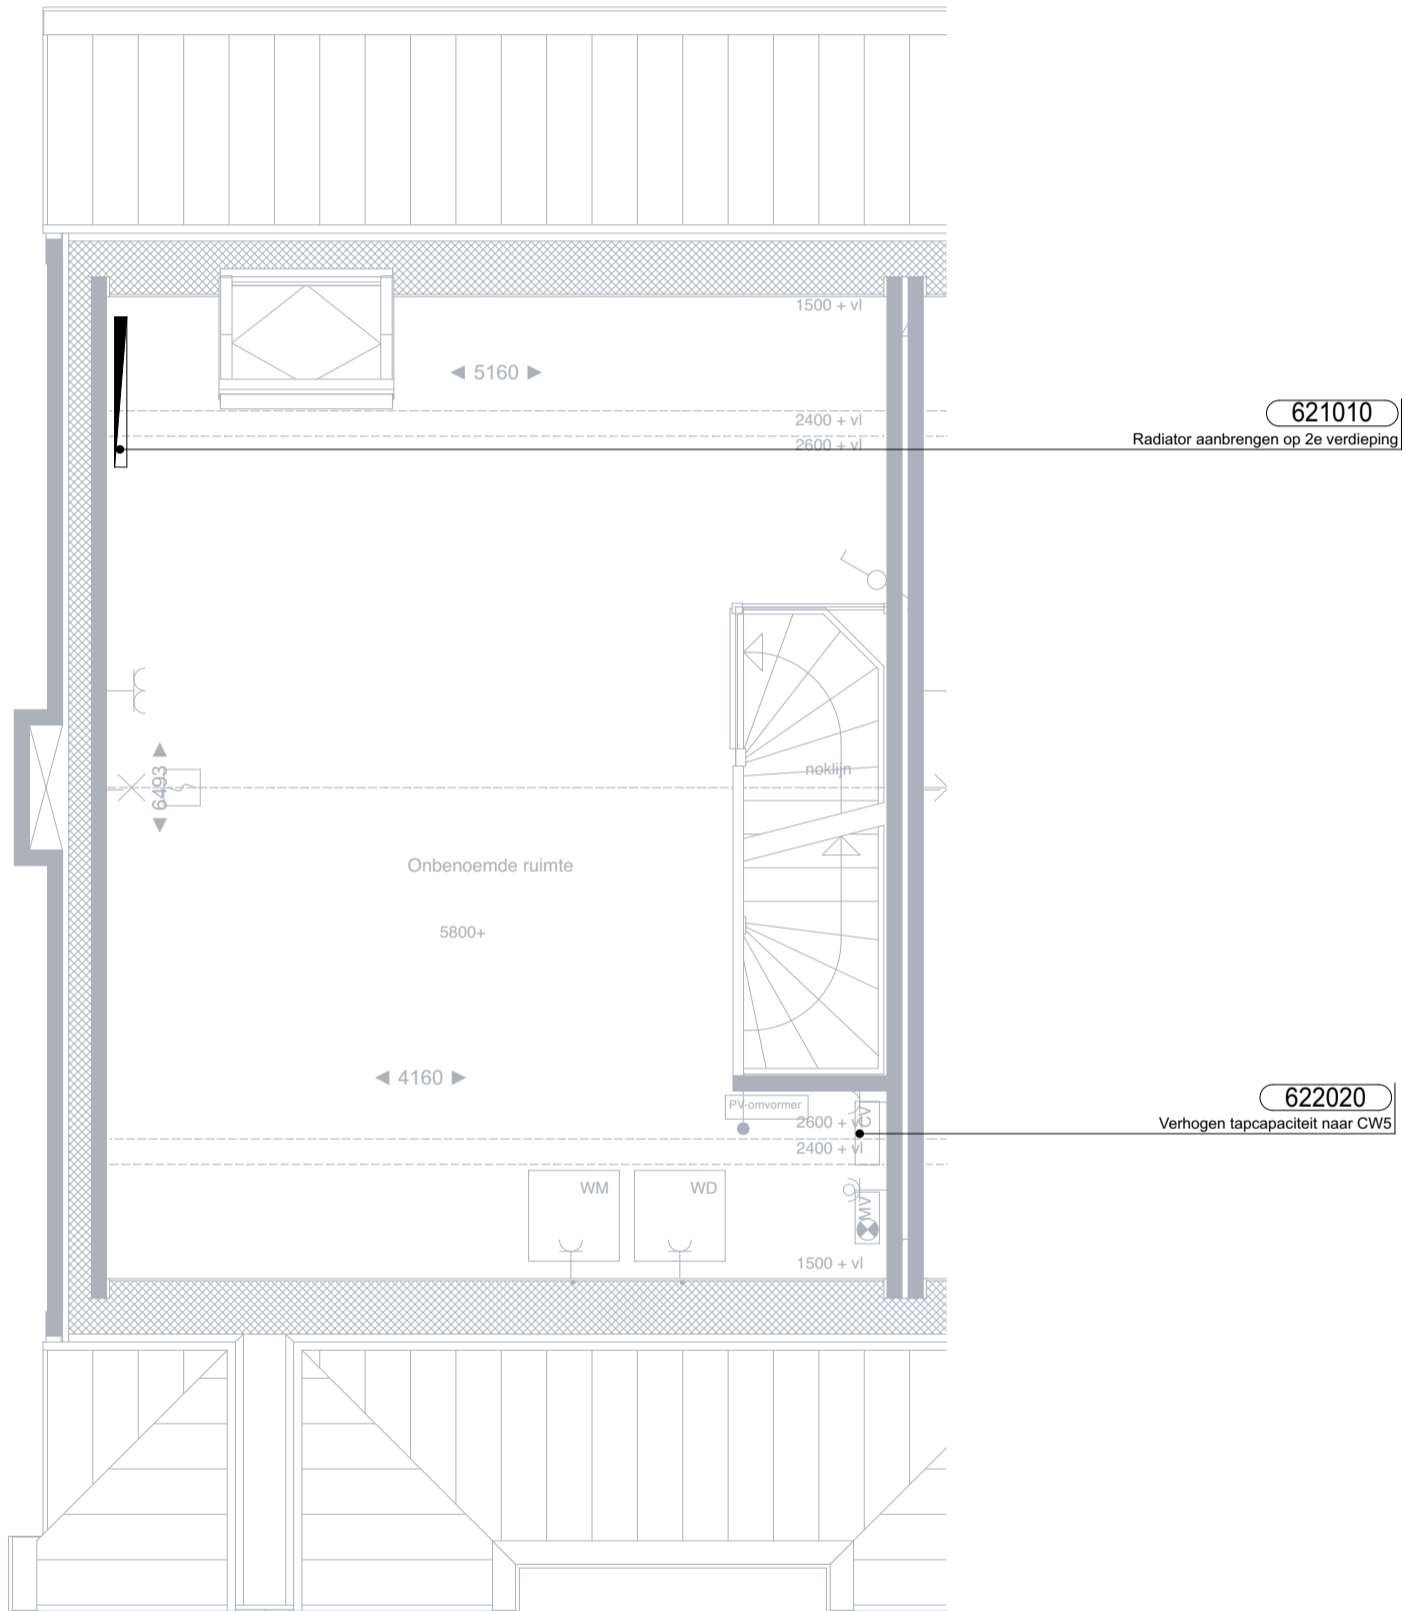 1500 + vl
◄ 5160 ►
2400 + vl
2600 + vl
621010
Radiator aanbrengen op 2e verdieping
◄ 6493 ►
noklijn
Onbenoemde ruimte
5800+
◄ 4160 ►
PV-omvormer
CV
2600 + vl
2400 + vl
622020
Verhogen tapcapaciteit naar CW5
WM
WD
MV
1500 + vl